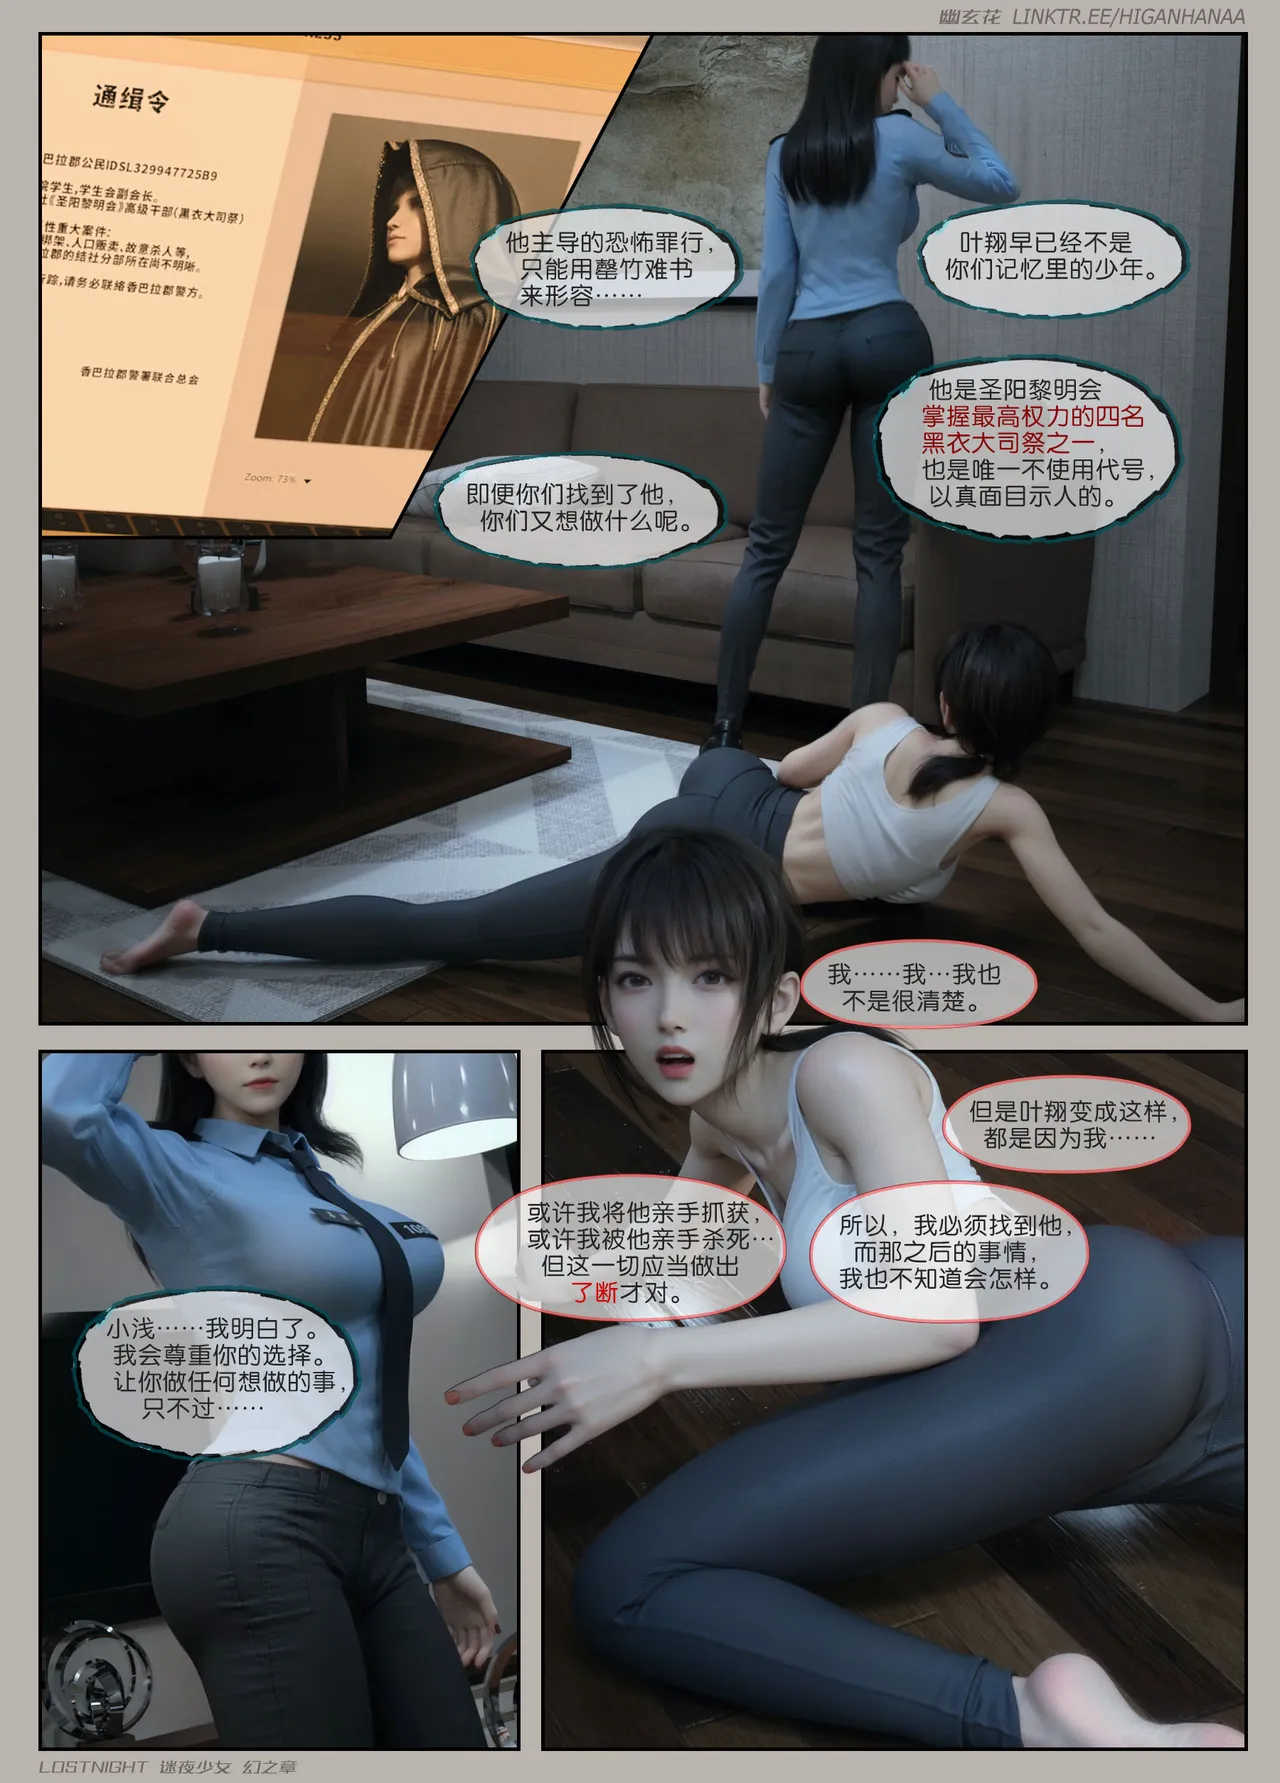 幽玄花 LINKTR.EE/HIGANHANAA
通缉令
巴拉郡公民IDSL329947725B9
学生,学生会副会长。
《圣阳黎明会》高级干部(黑衣大司祭)
性重大案件:
绑架、人口贩卖、故意杀人等,
拉郡的结社分部所在尚不明晰。
踪,请务必联络香巴拉郡警方。
香巴拉郡警署联合总会
Zoom: 73%
他主导的恐怖罪行，
只能用罄竹难书
来形容……
叶翔早已经不是
你们记忆里的少年。
他是圣阳黎明会
掌握最高权力的四名
黑衣大司祭之一，
也是唯一不使用代号，
以真面目示人的。
即便你们找到了他，
你们又想做什么呢。
我……我…我也
不是很清楚。
但是叶翔变成这样，
都是因为我……
所以，我必须找到他，
而那之后的事情，
我也不知道会怎样。
或许我将他亲手抓获，
或许我被他亲手杀死…
但这一切应当做出
了断才对。
小浅……我明白了。
我会尊重你的选择。
让你做任何想做的事，
只不过……
LOSTNIGHT 迷夜少女 幻之章